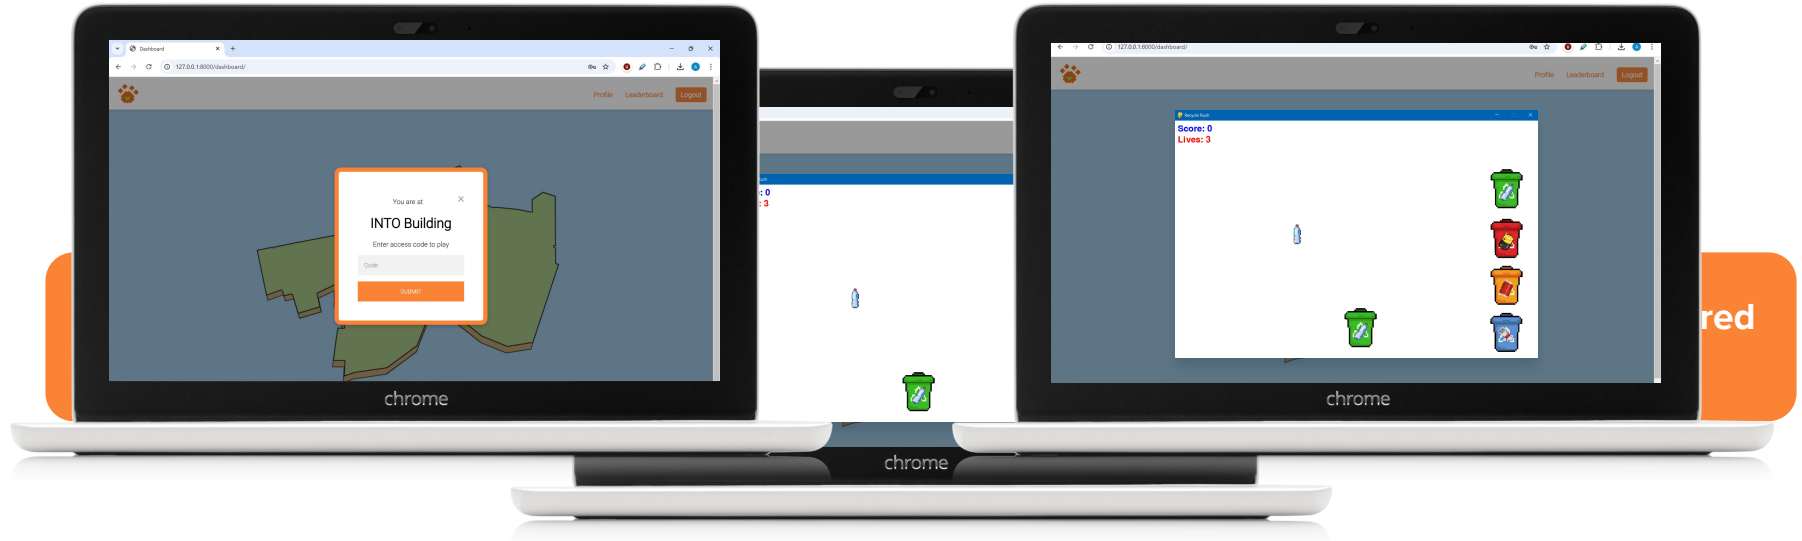 Dashboard
127.0.0.1:8000/dashboard/
Profile Leaderboard Logout
You are at
INTO Building
Enter access code to play
Code
SUBMIT
chrome
: 0
: 3
chrome
127.0.0.1:8000/dashboard/
Profile Leaderboard Logout
Recycle Rush
Score: 0
Lives: 3
chrome
red